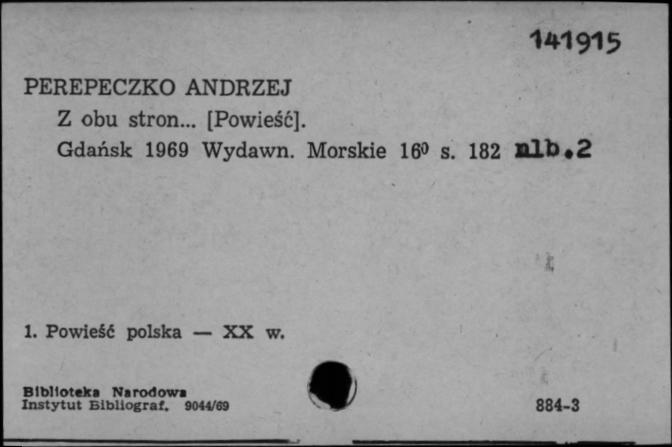 141915
PEREPECZKO ANDRZEJ
Z obu stron... [Powieść].
Gdańsk 1969 Wydawn. Morskie 16⁰ s. 182 nlb.2
1. Powieść polska — XX w.
Biblioteka Narodowa
Instytut Bibliograf. 9044/69
884-3